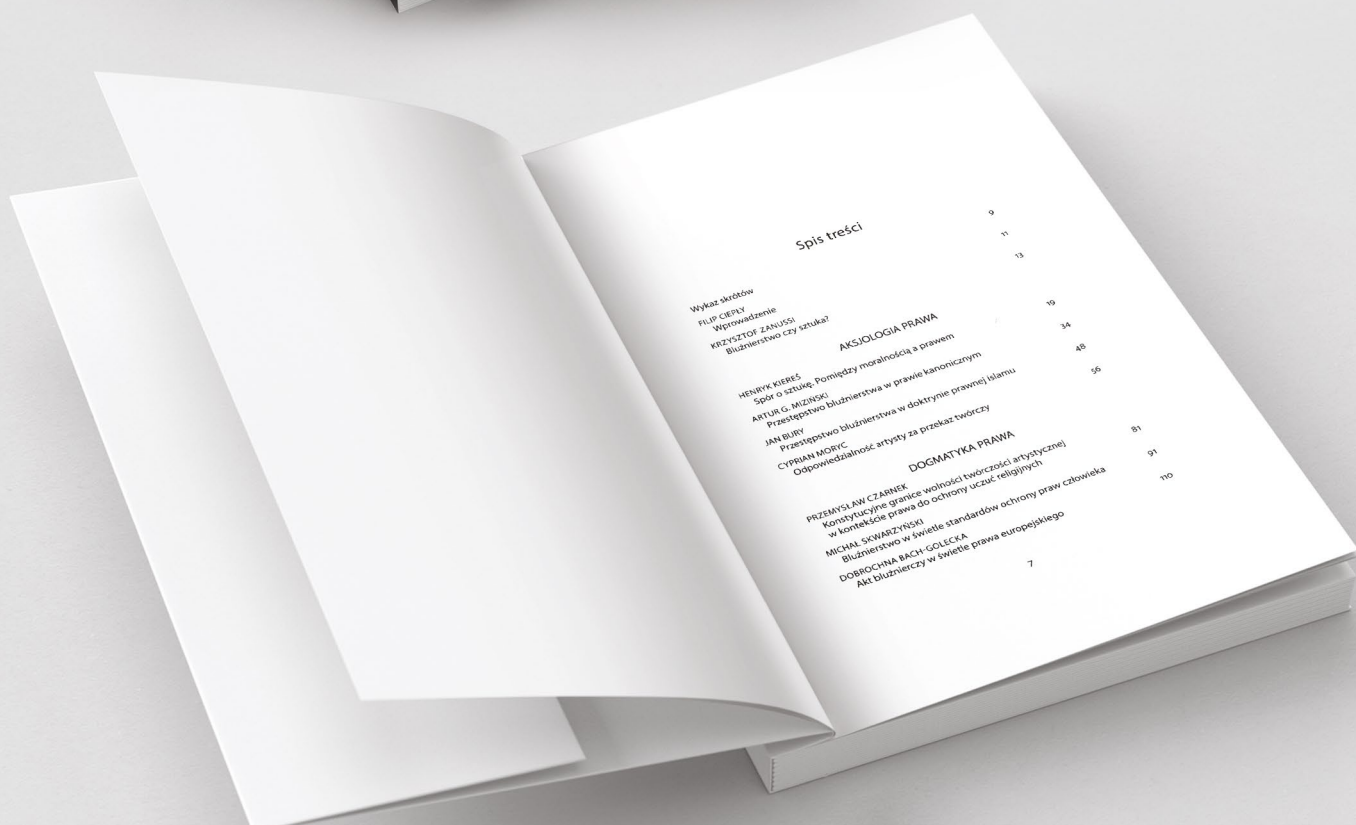 Spis treści
Wykaz skrótów 9
FILIP CIEPŁY
Wprowadzenie 11
KRZYSZTOF ZANUSSI
Bluźnierstwo czy sztuka? 13
AKSJOLOGIA PRAWA
HENRYK KIEREŚ
Spór o sztukę. Pomiędzy moralnością a prawem 19
ARTUR G. MIZIŃSKI
Przestępstwo bluźnierstwa w prawie kanonicznym 34
JAN BURY
Przestępstwo bluźnierstwa w doktrynie prawnej islamu 48
CYPRIAN MORYC
Odpowiedzialność artysty za przekaz twórczy 56
DOGMATYKA PRAWA
PRZEMYSŁAW CZARNEK
Konstytucyjne granice wolności twórczości artystycznej
w kontekście prawa do ochrony uczuć religijnych 81
MICHAŁ SKWARZYŃSKI
Bluźnierstwo w świetle standardów ochrony praw człowieka 91
DOBROCHNA BACH-GOLECKA
Akt bluźnierczy w świetle prawa europejskiego 110
7